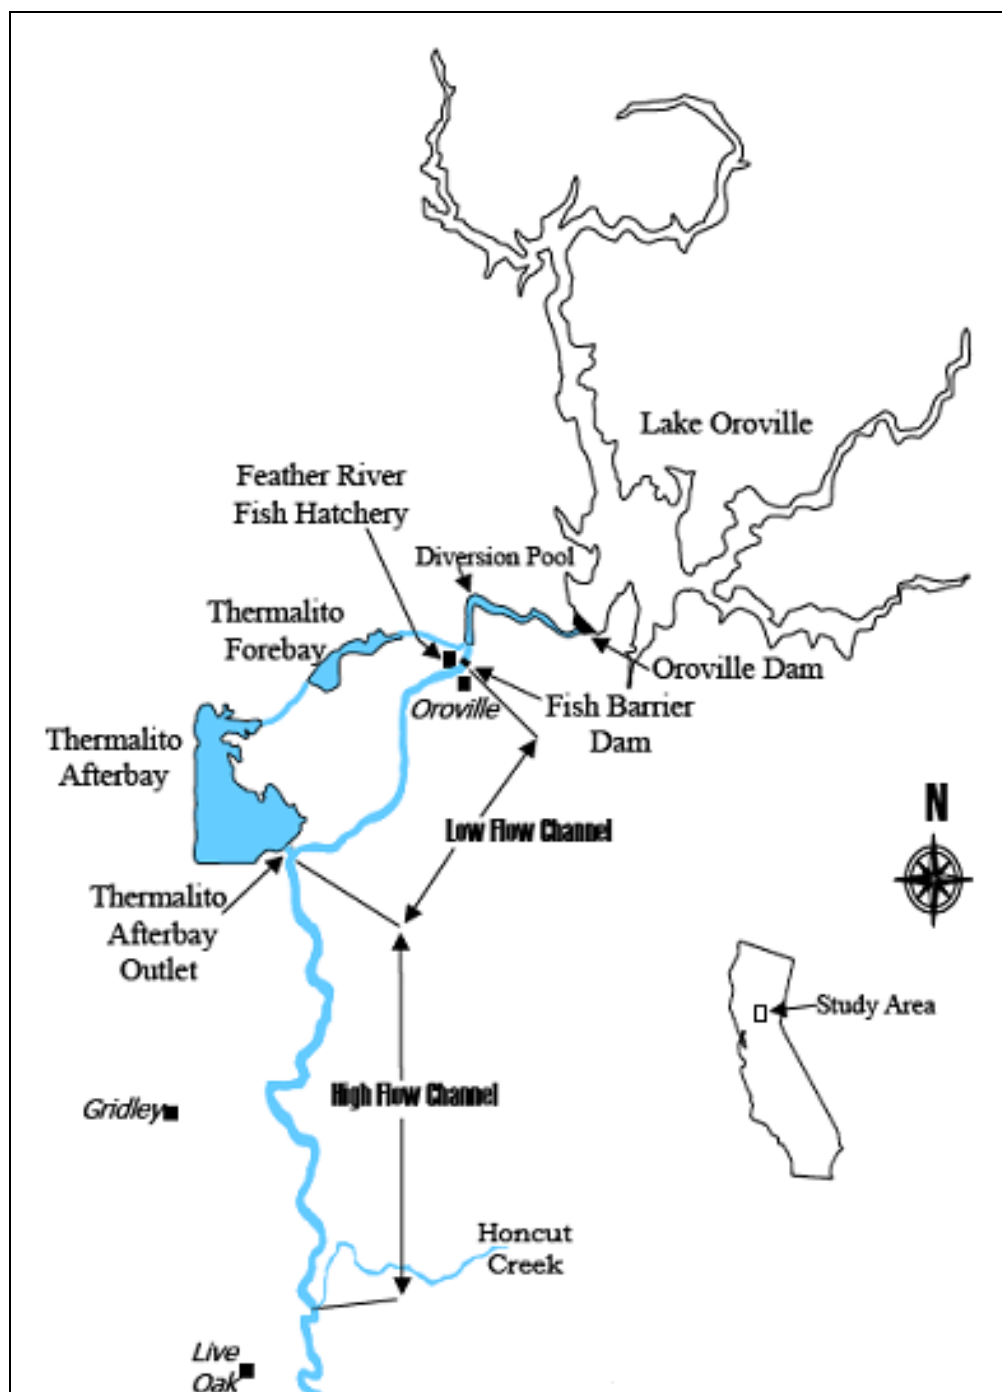 Lake Oroville
Feather River
Fish Hatchery
Diversion Pool
Thermalito
Forebay
Oroville Dam
Oroville
Fish Barrier
Dam
Thermalito
Afterbay
N
Low Flow Channel
Thermalito
Afterbay
Outlet
Study Area
High Flow Channel
Gridley
Honcut
Creek
Live
Oak